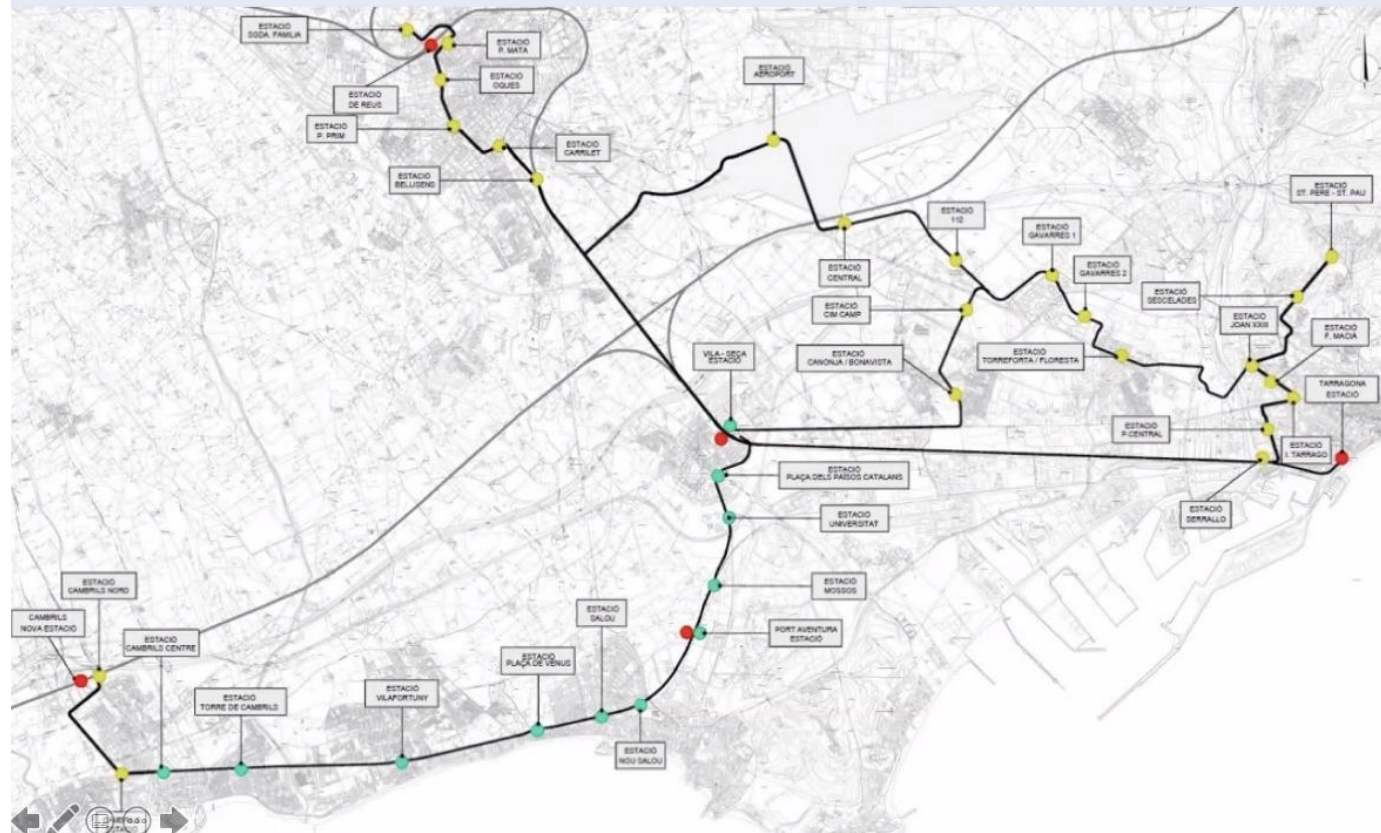 ESTACIÓ
SGDA. FAMILIA
ESTACIÓ
P. MATA
ESTACIÓ
OQUES
ESTACIÓ
DE REUS
ESTACIÓ
P. PRIM
ESTACIÓ
CARRILET
ESTACIÓ
BELLISENS
ESTACIÓ
AEROPORT
ESTACIÓ
CENTRAL
ESTACIÓ
112
ESTACIÓ
GAVARRES 1
ESTACIÓ
GAVARRES 2
ESTACIÓ
ST. PERE - ST. PAU
ESTACIÓ
SESCELADES
ESTACIÓ
JOAN XXIII
ESTACIÓ
F. MACIÀ
ESTACIÓ
CIM CAMP
VILA - SECA
ESTACIÓ
ESTACIÓ
CANONJA / BONAVISTA
ESTACIÓ
TORREFORTA / FLORESTA
TARRAGONA
ESTACIÓ
ESTACIÓ
P.CENTRAL
ESTACIÓ
I. TARRAGO
ESTACIÓ
PLAÇA DELS PAÏSOS CATALANS
ESTACIÓ
UNIVERSITAT
ESTACIÓ
SERRALLO
ESTACIÓ
MOSSOS
PORT AVENTURA
ESTACIÓ
ESTACIÓ
CAMBRILS NORD
CAMBRILS
NOVA ESTACIÓ
ESTACIÓ
CAMBRILS CENTRE
ESTACIÓ
TORRE DE CAMBRILS
ESTACIÓ
VILAFORTUNY
ESTACIÓ
PLAÇA DE VENUS
ESTACIÓ
SALOU
ESTACIÓ
NOU SALOU